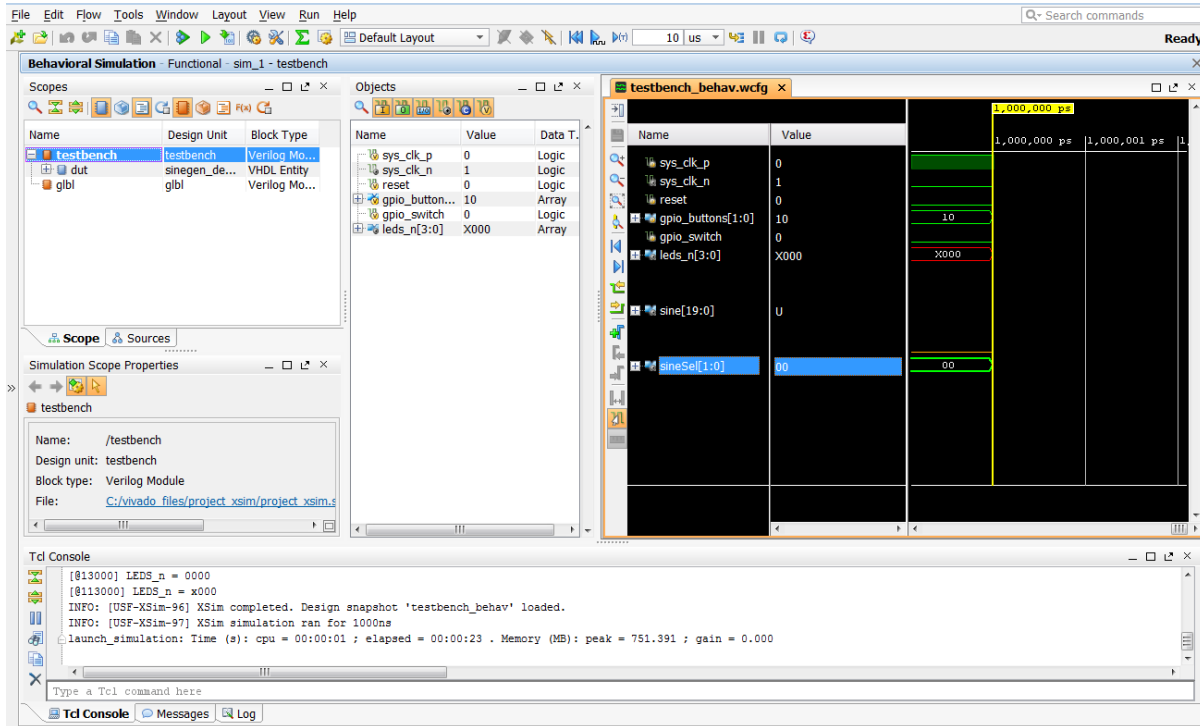 File Edit Flow Tools Window Layout View Run Help
Search commands
Default Layout
10 us
Ready
Behavioral Simulation - Functional - sim_1 - testbench
Scopes
Name Design Unit Block Type
testbench testbench Verilog Mo...
dut sinegen_de... VHDL Entity
glbl glbl Verilog Mo...
Scope Sources
Simulation Scope Properties
testbench
Name: /testbench
Design unit: testbench
Block type: Verilog Module
File: C:/vivado_files/project_xsim/project_xsim.s
Objects
Name Value Data T.
sys_clk_p 0 Logic
sys_clk_n 1 Logic
reset 0 Logic
gpio_button... 10 Array
gpio_switch 0 Logic
leds_n[3:0] X000 Array
testbench_behav.wcfg
1,000,000 ps
Name Value
1,000,000 ps 1,000,001 ps 1,
sys_clk_p 0
sys_clk_n 1
reset 0
gpio_buttons[1:0] 10 10
gpio_switch 0
leds_n[3:0] X000 X000
sine[19:0] U
sineSel[1:0] 00 00
Tcl Console
[@13000] LEDS_n = 0000
[@113000] LEDS_n = x000
INFO: [USF-XSim-96] XSim completed. Design snapshot 'testbench_behav' loaded.
INFO: [USF-XSim-97] XSim simulation ran for 1000ns
launch_simulation: Time (s): cpu = 00:00:01 ; elapsed = 00:00:23 . Memory (MB): peak = 751.391 ; gain = 0.000
Type a Tcl command here
Tcl Console Messages Log